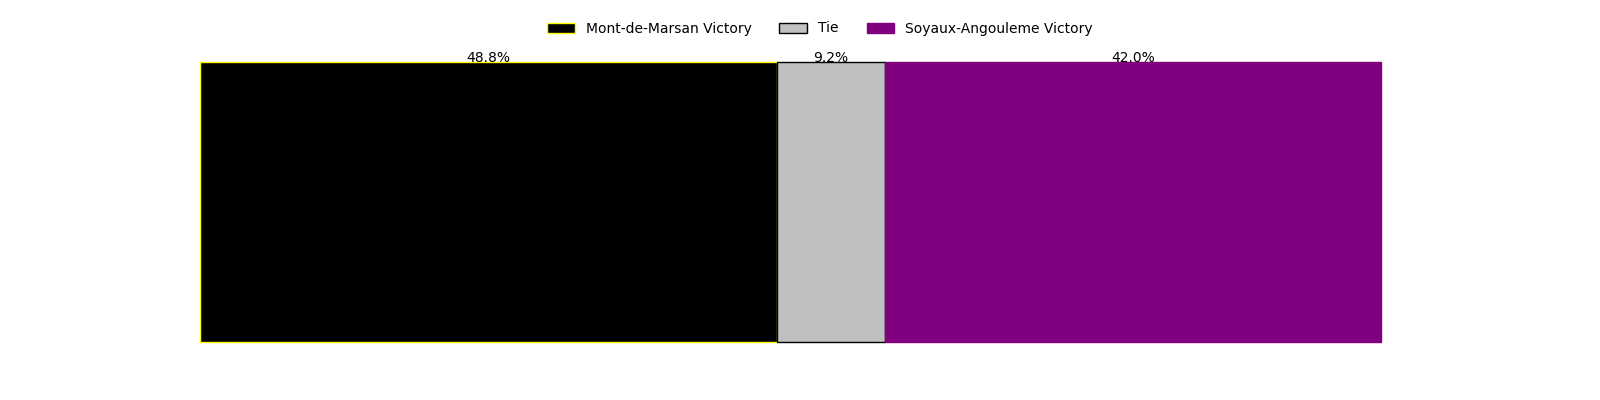 Mont-de-Marsan Victory Tie Soyaux-Angouleme Victory
48.8% 9.2% 42.0%